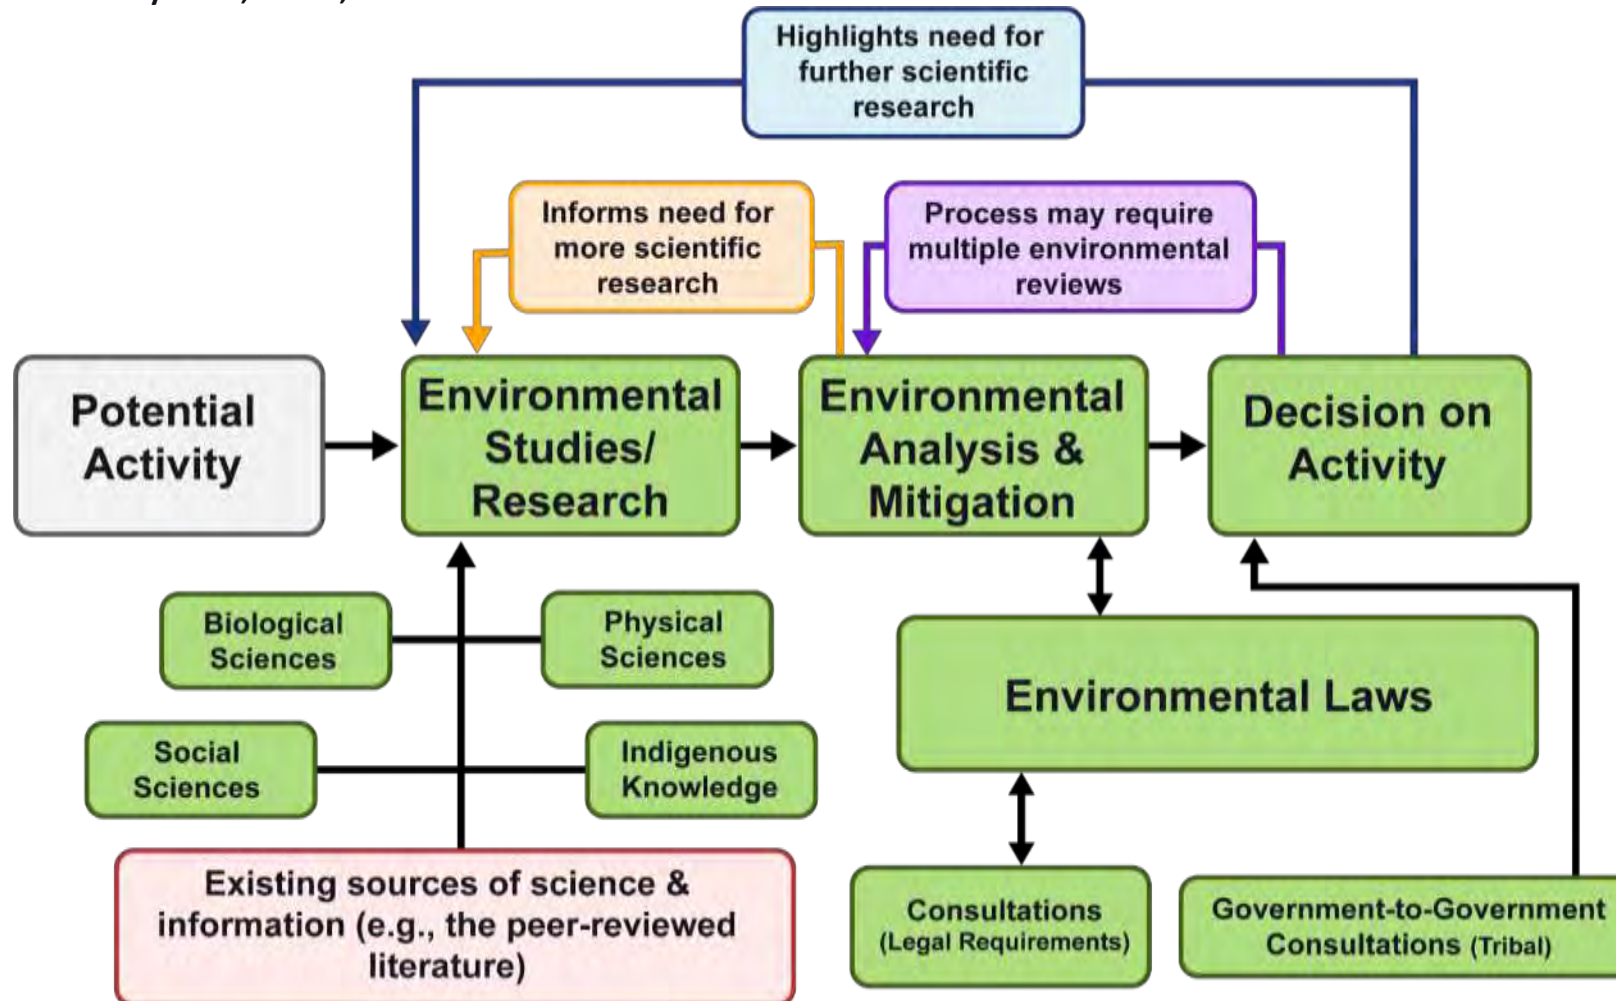 Highlights need for
further scientific
research
Informs need for
more scientific
research
Process may require
multiple environmental
reviews
Potential
Activity
Environmental
Studies/
Research
Environmental
Analysis &
Mitigation
Decision on
Activity
Biological
Sciences
Physical
Sciences
Social
Sciences
Indigenous
Knowledge
Environmental Laws
Existing sources of science &
information (e.g., the peer-reviewed
literature)
Consultations
(Legal Requirements)
Government-to-Government
Consultations (Tribal)